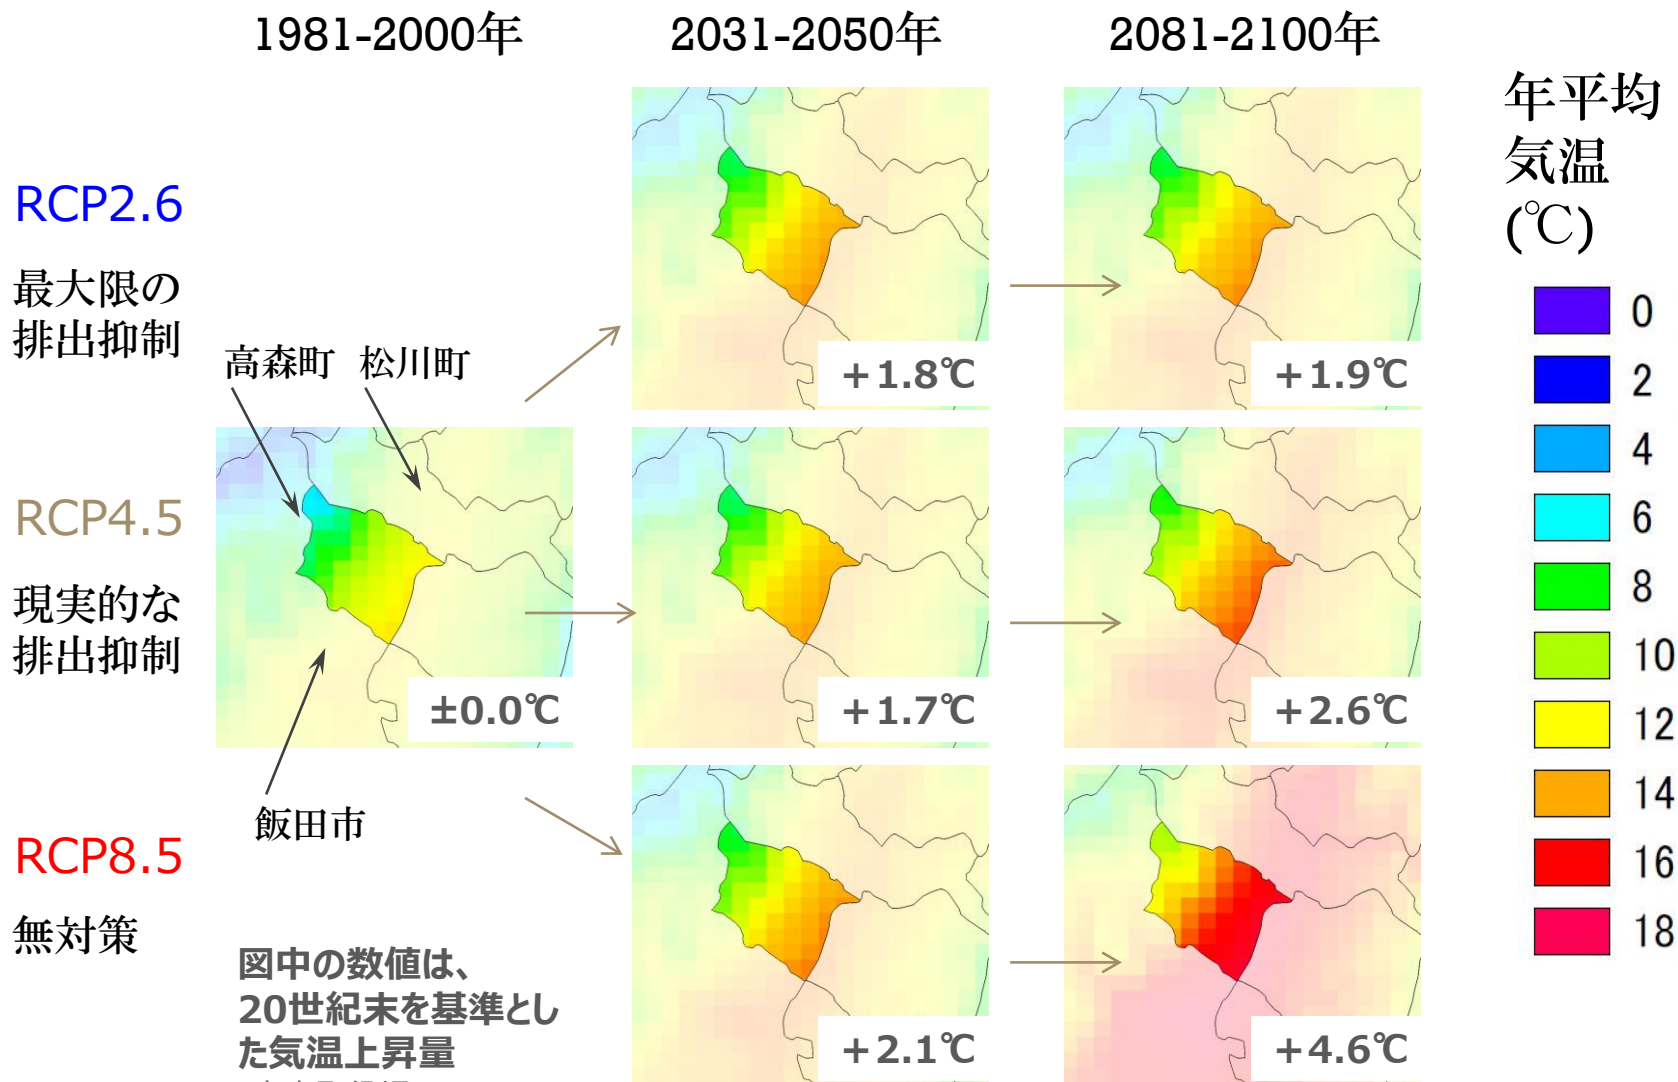 1981-2000年
2031-2050年
2081-2100年
年平均
気温
(℃)
RCP2.6
最大限の
排出抑制
+1.8℃
+1.9℃
高森町
松川町
RCP4.5
現実的な
排出抑制
±0.0℃
+1.7℃
+2.6℃
飯田市
RCP8.5
無対策
+2.1℃
+4.6℃
図中の数値は、
20世紀末を基準とし
た気温上昇量
0
2
4
6
8
10
12
14
16
18